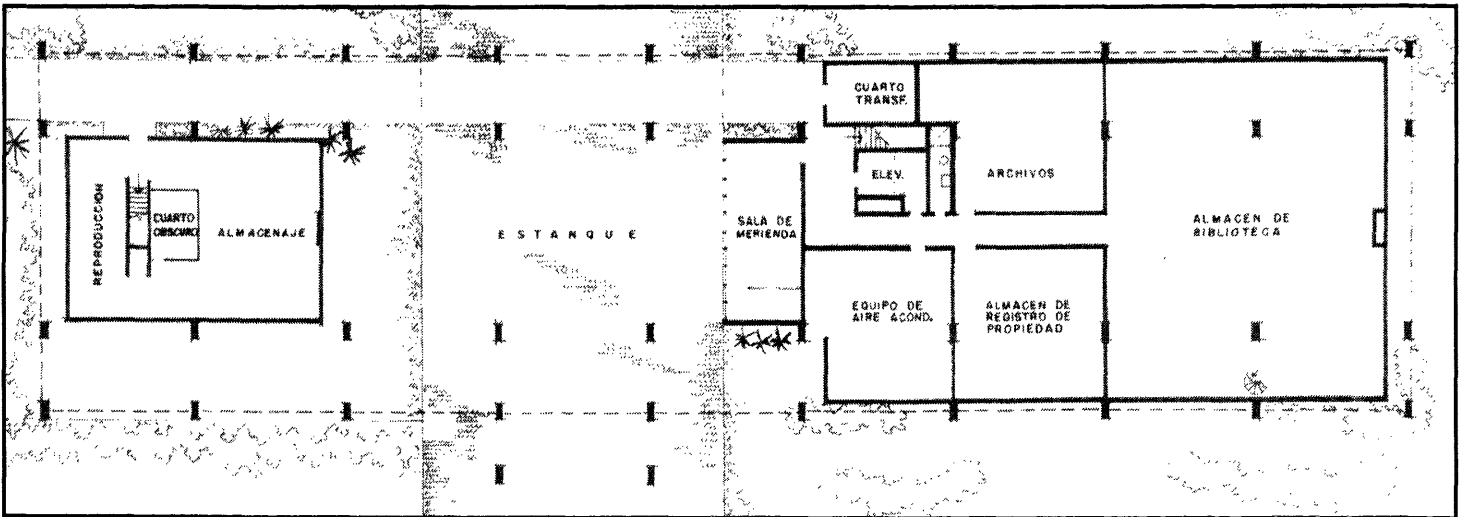 REPRODUCCION
CUARTO
OBSCURO
ALMACENAJE
ESTANQUE
SALA DE
MERIENDA
CUARTO
TRANSF.
ELEV.
ARCHIVOS
EQUIPO DE
AIRE ACOND.
ALMACEN DE
REGISTRO DE
PROPIEDAD
ALMACEN DE
BIBLIOTECA